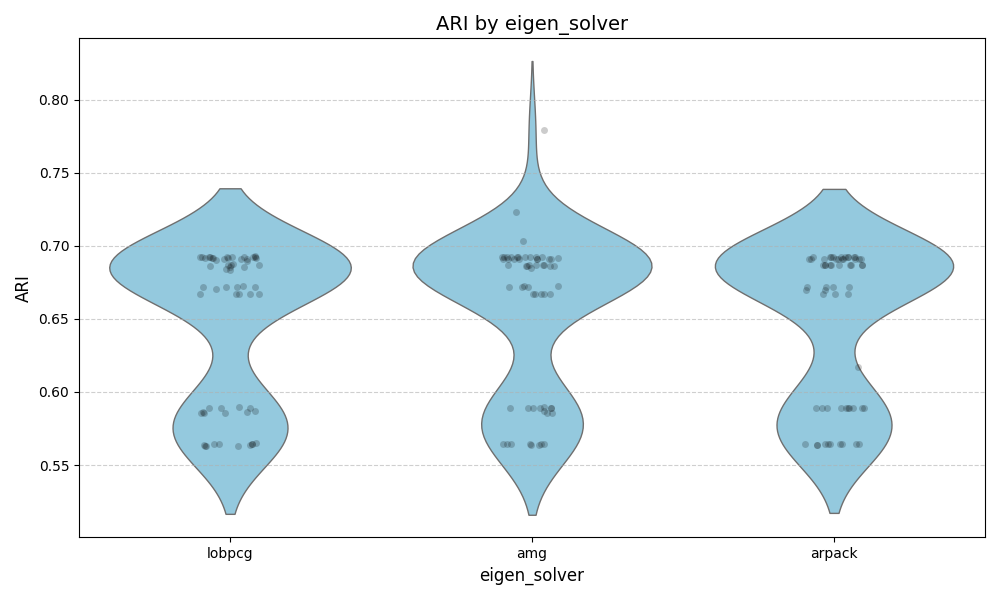 ARI by eigen_solver
ARI
0.80
0.75
0.70
0.65
0.60
0.55
lobpcg
amg
arpack
eigen_solver